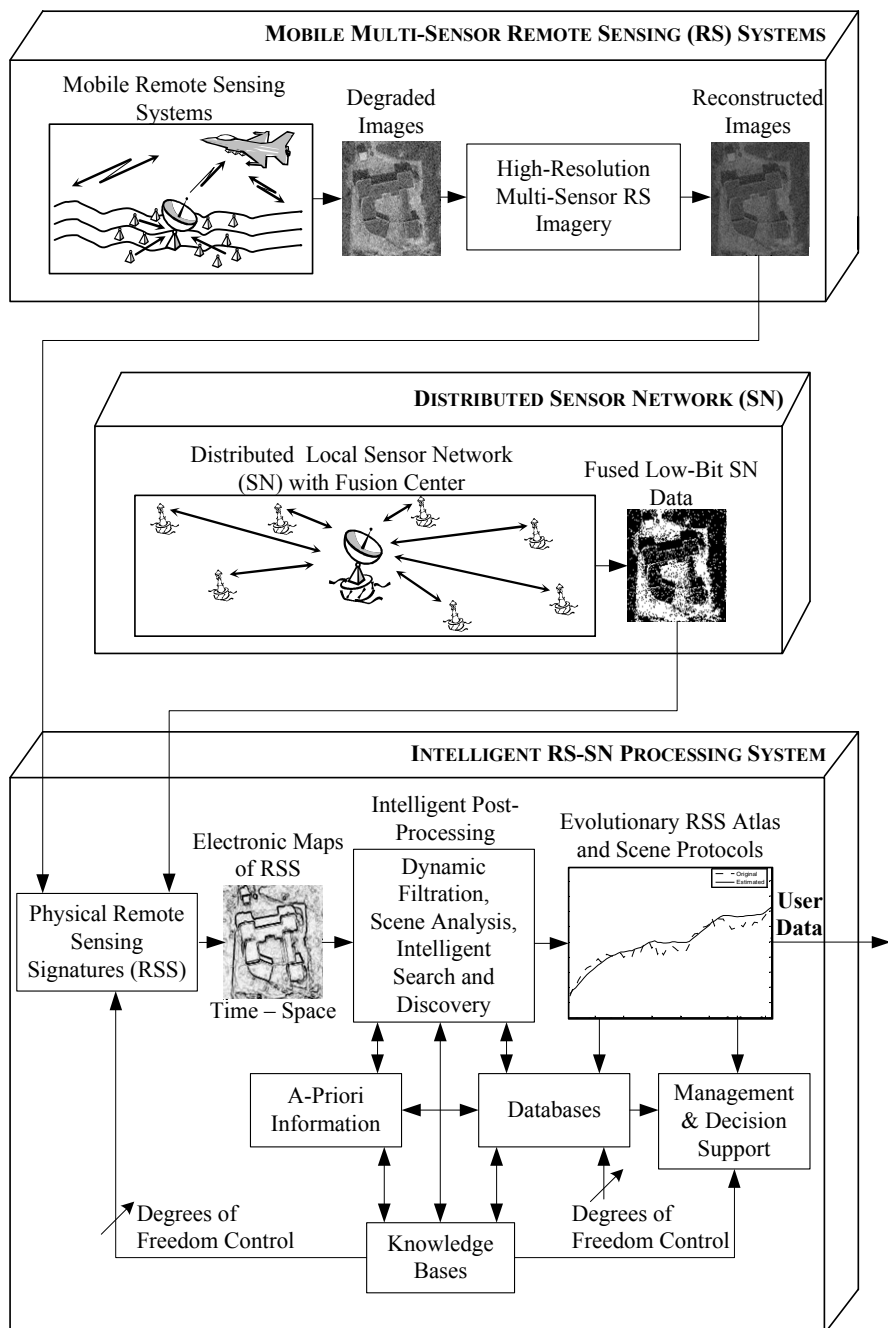 MOBILE MULTI-SENSOR REMOTE SENSING (RS) SYSTEMS
Mobile Remote Sensing
Systems
Degraded
Images
High-Resolution
Multi-Sensor RS
Imagery
Reconstructed
Images
DISTRIBUTED SENSOR NETWORK (SN)
Distributed Local Sensor Network
(SN) with Fusion Center
Fused Low-Bit SN
Data
INTELLIGENT RS-SN PROCESSING SYSTEM
Physical Remote
Sensing
Signatures (RSS)
Electronic Maps
of RSS
Time – Space
Intelligent Post-
Processing
Dynamic
Filtration,
Scene Analysis,
Intelligent
Search and
Discovery
Evolutionary RSS Atlas
and Scene Protocols
Original
Estimated
User
Data
A-Priori
Information
Databases
Management
& Decision
Support
Degrees of
Freedom Control
Knowledge
Bases
Degrees of
Freedom Control